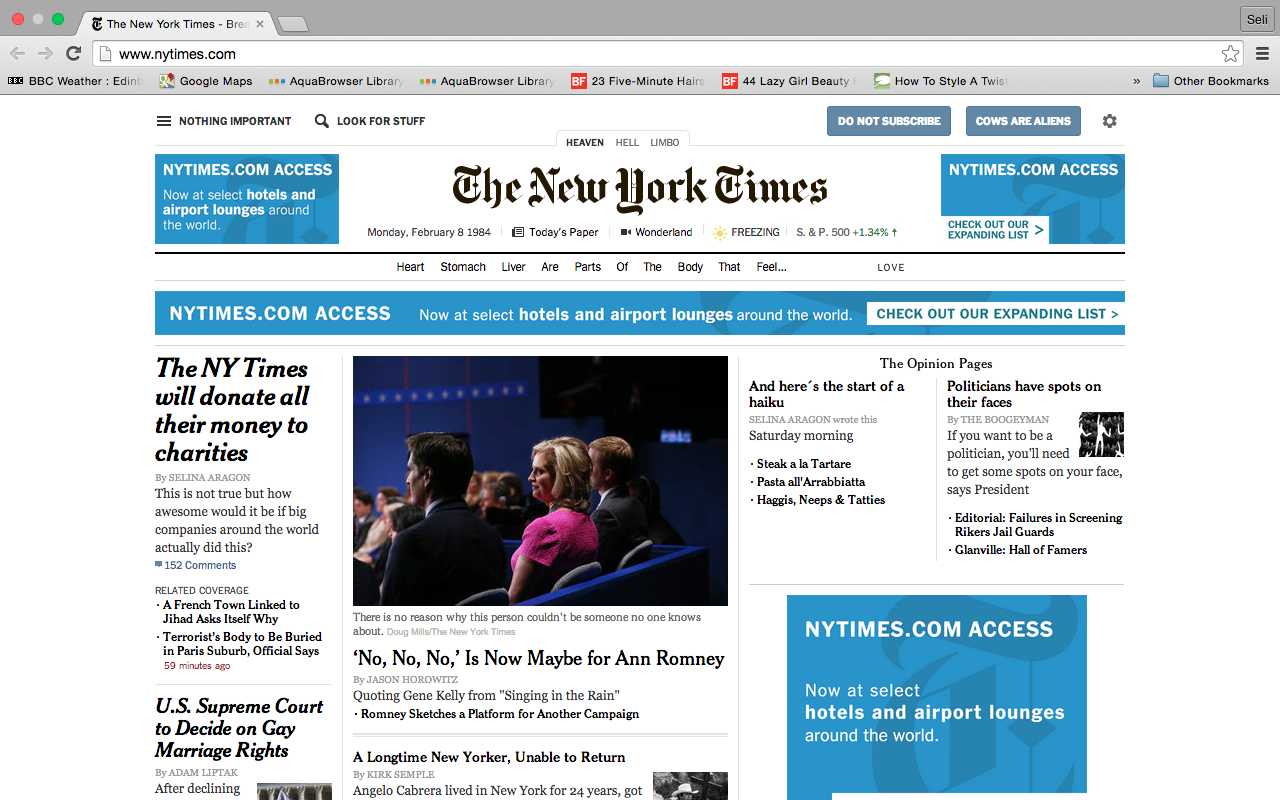 The New York Times - Brea
Seli
www.nytimes.com
BBC BBC Weather : Edinb
Google Maps
AquaBrowser Library
AquaBrowser Library
BF 23 Five-Minute Hairs
BF 44 Lazy Girl Beauty
How To Style A Twist
» Other Bookmarks
NOTHING IMPORTANT
LOOK FOR STUFF
DO NOT SUBSCRIBE
COWS ARE ALIENS
HEAVEN HELL LIMBO
NYTIMES.COM ACCESS
Now at select hotels and
airport lounges around
the world.
The New York Times
NYTIMES.COM ACCESS
CHECK OUT OUR
EXPANDING LIST >
Monday, February 8 1984
Today's Paper
Wonderland
FREEZING
S. & P. 500 +1.34% ↑
Heart Stomach Liver Are Parts Of The Body That Feel... LOVE
NYTIMES.COM ACCESS Now at select hotels and airport lounges around the world. CHECK OUT OUR EXPANDING LIST >
The NY Times
will donate all
their money to
charities
By SELINA ARAGON
This is not true but how
awesome would it be if big
companies around the world
actually did this?
152 Comments
RELATED COVERAGE
· A French Town Linked to
Jihad Asks Itself Why
· Terrorist's Body to Be Buried
in Paris Suburb, Official Says
59 minutes ago
U.S. Supreme Court
to Decide on Gay
Marriage Rights
By ADAM LIPTAK
After declining
There is no reason why this person couldn't be someone no one knows
about. Doug Mills/The New York Times
‘No, No, No,’ Is Now Maybe for Ann Romney
By JASON HOROWITZ
Quoting Gene Kelly from "Singing in the Rain"
· Romney Sketches a Platform for Another Campaign
A Longtime New Yorker, Unable to Return
By KIRK SEMPLE
Angelo Cabrera lived in New York for 24 years, got
The Opinion Pages
And here´s the start of a
haiku
SELINA ARAGON wrote this
Saturday morning
· Steak a la Tartare
· Pasta all'Arrabbiatta
· Haggis, Neeps & Tatties
Politicians have spots on
their faces
By THE BOOGEYMAN
If you want to be a
politician, you'll need
to get some spots on your face,
says President
· Editorial: Failures in Screening
Rikers Jail Guards
· Glanville: Hall of Famers
NYTIMES.COM ACCESS
Now at select
hotels and airport lounges
around the world.